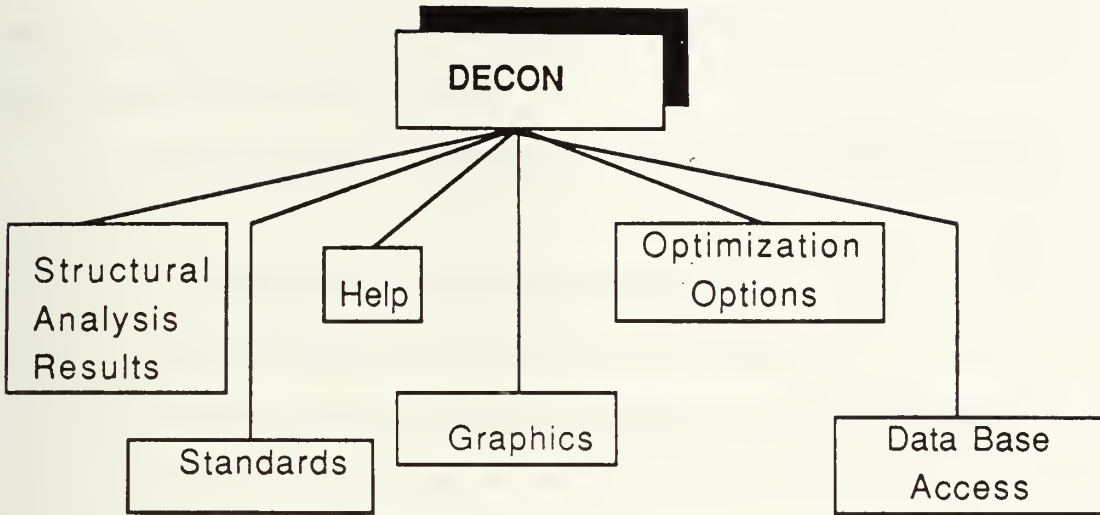 DECON
Structural
Analysis
Results
Standards
Help
Graphics
Optimization
Options
Data Base
Access